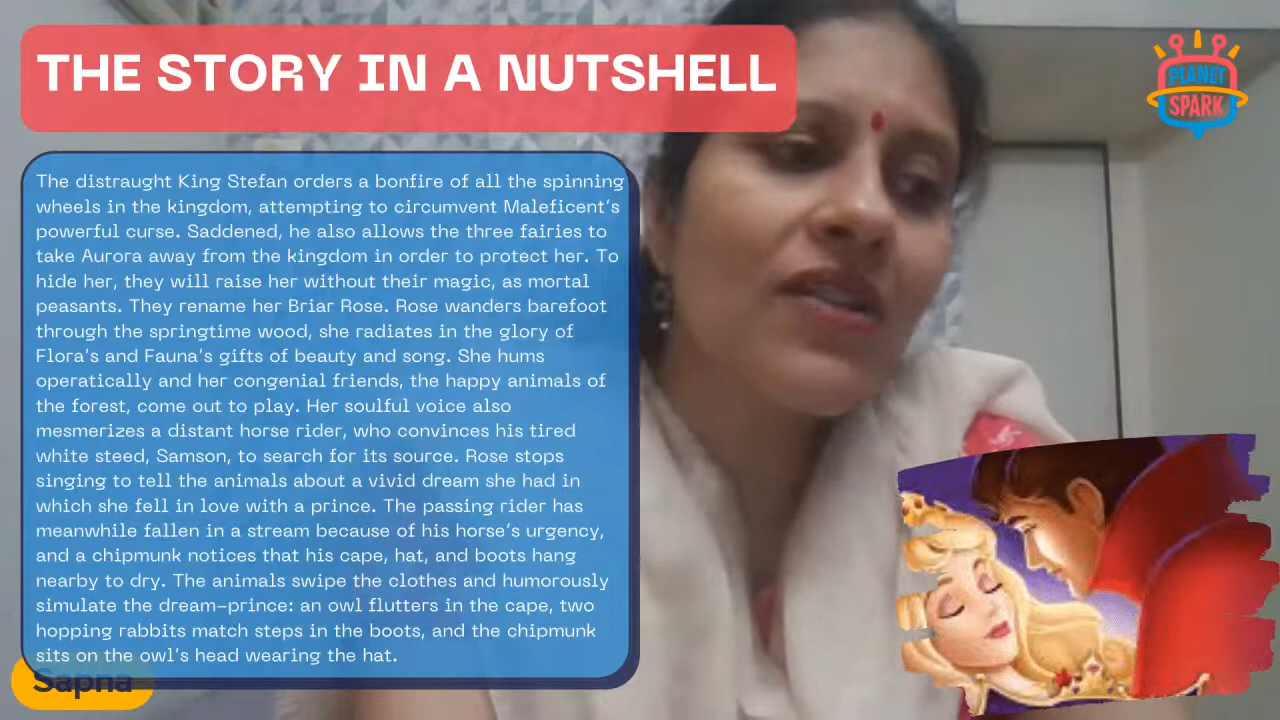 THE STORY IN A NUTSHELL
PLANET
SPARK
The distraught King Stefan orders a bonfire of all the spinning
wheels in the kingdom, attempting to circumvent Maleficent's
powerful curse. Saddened, he also allows the three fairies to
take Aurora away from the kingdom in order to protect her. To
hide her, they will raise her without their magic, as mortal
peasants. They rename her Briar Rose. Rose wanders barefoot
through the springtime wood, she radiates in the glory of
Flora's and Fauna's gifts of beauty and song. She hums
operatically and her congenial friends, the happy animals of
the forest, come out to play. Her soulful voice also
mesmerizes a distant horse rider, who convinces his tired
white steed, Samson, to search for its source. Rose stops
singing to tell the animals about a vivid dream she had in
which she fell in love with a prince. The passing rider has
meanwhile fallen in a stream because of his horse's urgency,
and a chipmunk notices that his cape, hat, and boots hang
nearby to dry. The animals swipe the clothes and humorously
simulate the dream-prince: an owl flutters in the cape, two
hopping rabbits match steps in the boots, and the chipmunk
sits on the owl's head wearing the hat.
Sapna